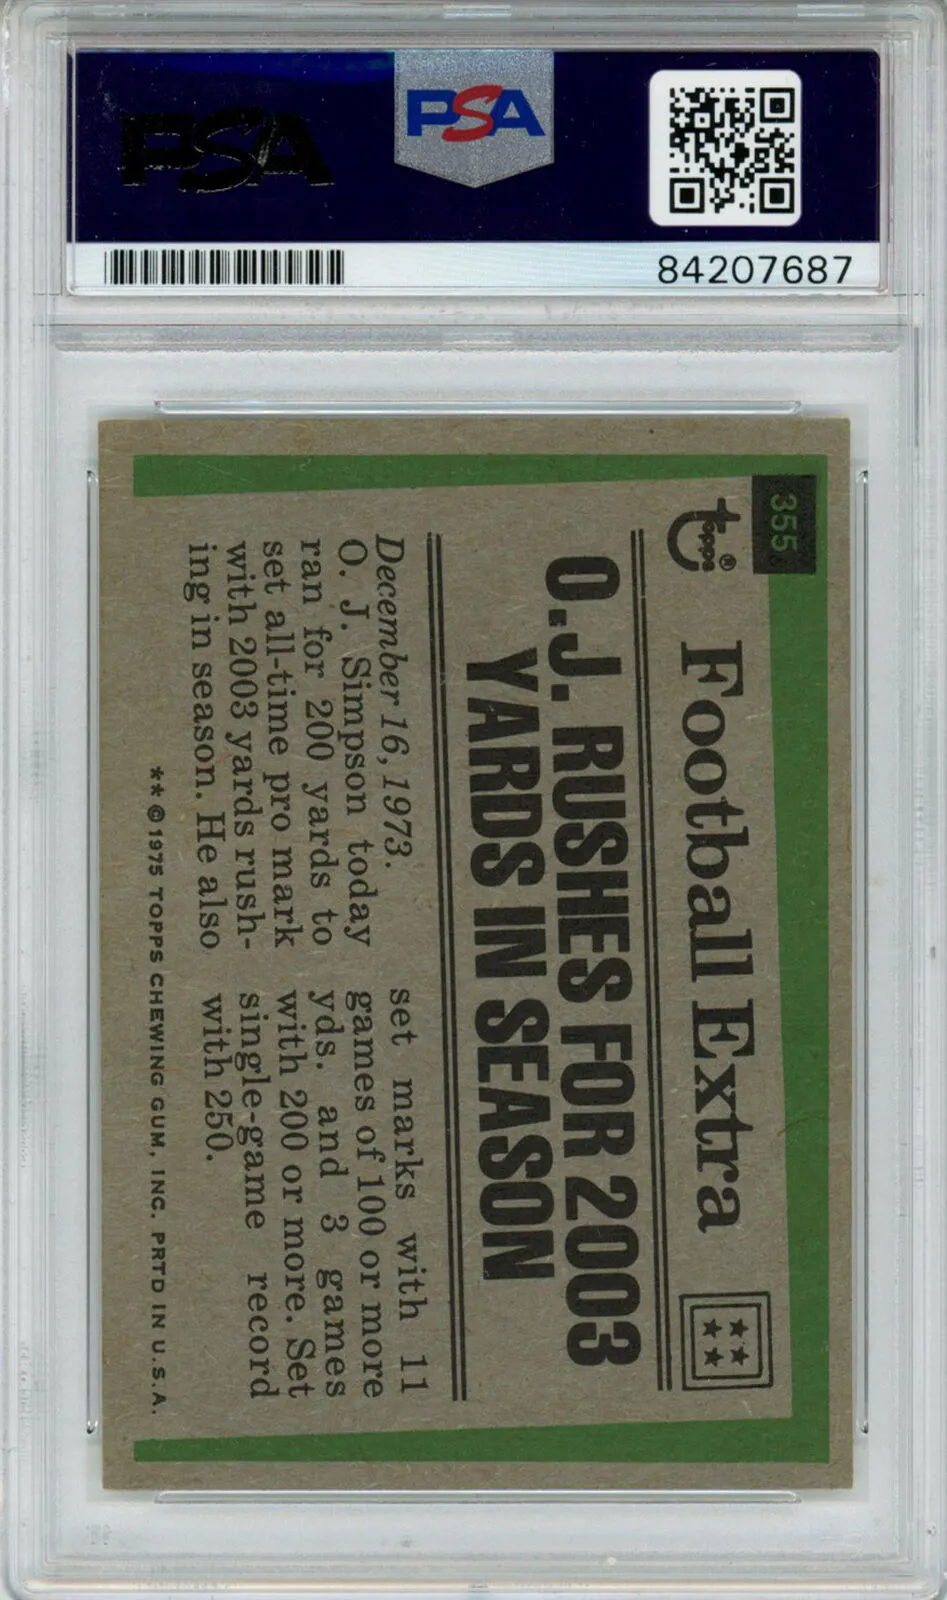 PSA
PSA
84207687
355
topps®
Football Extra
O.J. RUSHES FOR 2003
YARDS IN SEASON
December 16, 1973.
O. J. Simpson today
ran for 200 yards to
set all-time pro mark
with 2003 yards rush-
ing in season. He also
set marks with 11
games of 100 or more
yds. and 3 games
with 200 or more. Set
single-game record
with 250.
** © 1975 TOPPS CHEWING GUM, INC. PRTD IN U.S.A.